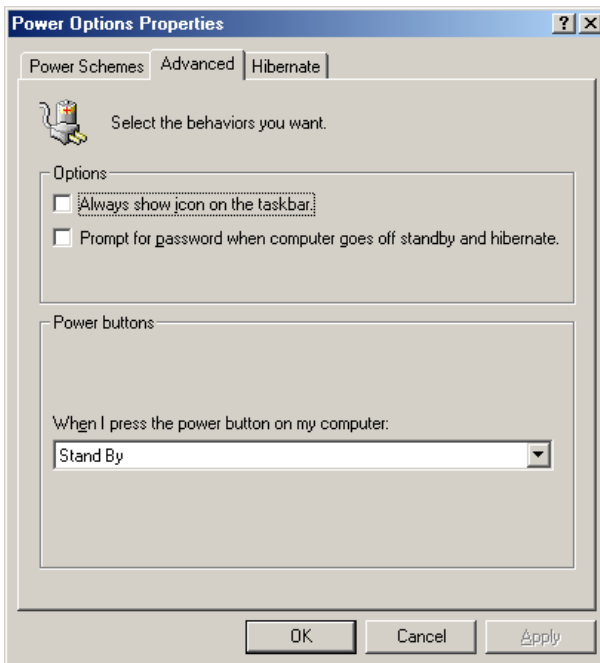 Power Options Properties
Power Schemes
Advanced
Hibernate
Select the behaviors you want.
Options
Always show icon on the taskbar.
Prompt for password when computer goes off standby and hibernate.
Power buttons
When I press the power button on my computer:
Stand By
OK
Cancel
Apply